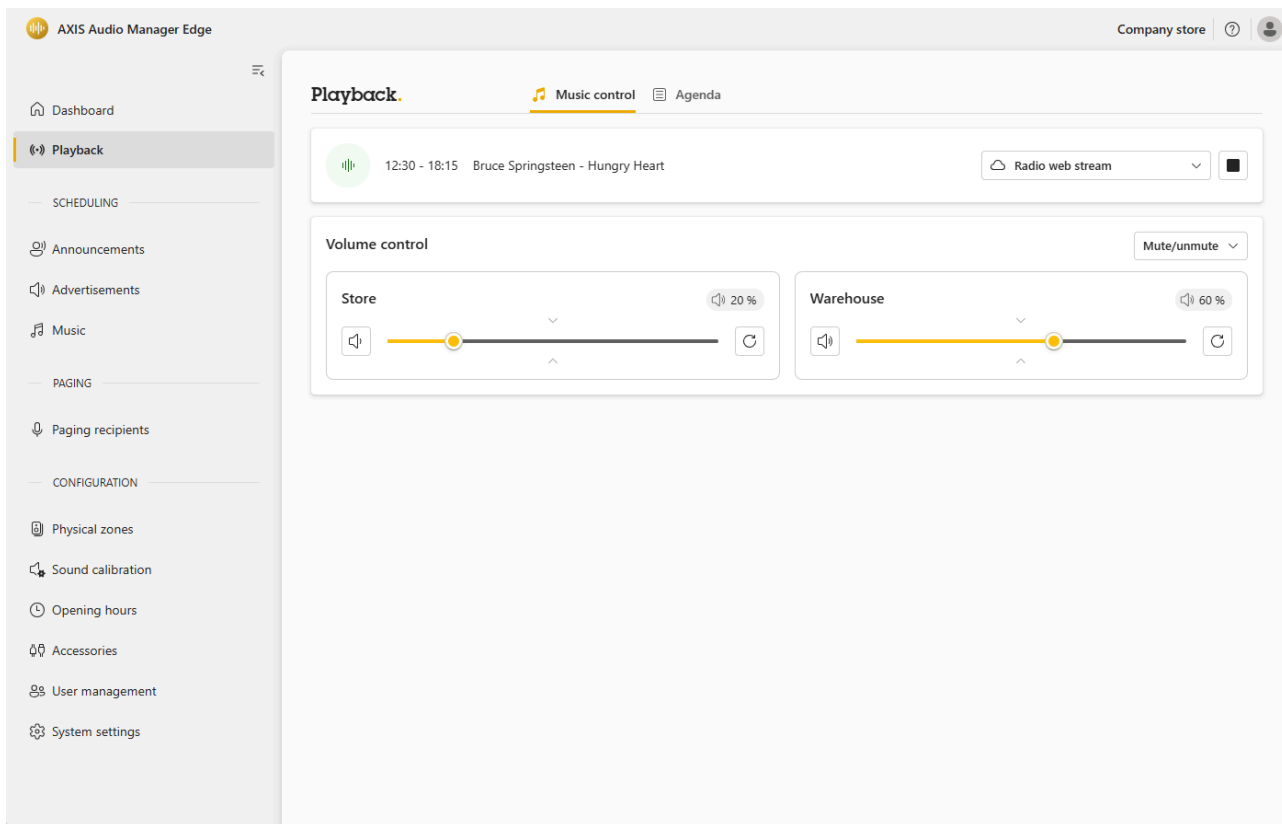 AXIS Audio Manager Edge
Company store
Dashboard
Playback
SCHEDULING
Announcements
Advertisements
Music
PAGING
Paging recipients
CONFIGURATION
Physical zones
Sound calibration
Opening hours
Accessories
User management
System settings
Playback.
Music control
Agenda
12:30 - 18:15 Bruce Springsteen - Hungry Heart
Radio web stream
Volume control
Mute/unmute
Store
20 %
Warehouse
60 %